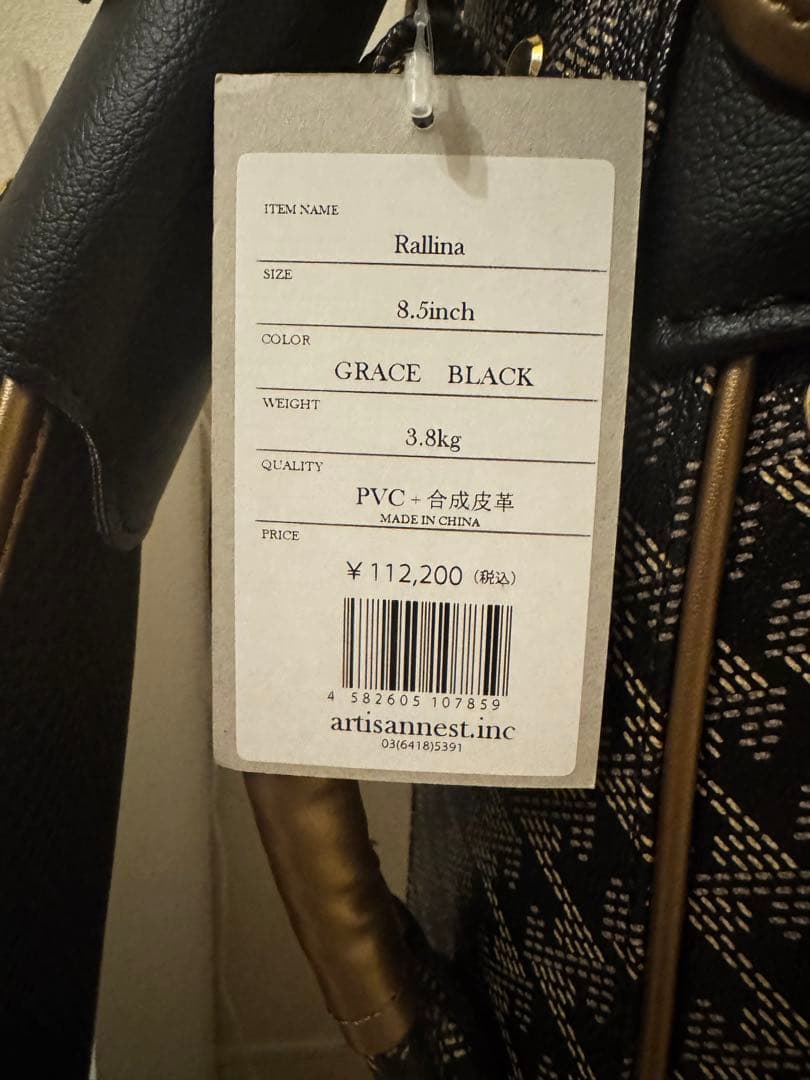 ITEM NAME
Rallina
SIZE
8.5inch
COLOR
GRACE BLACK
WEIGHT
3.8kg
QUALITY
PVC + 合成皮革
MADE IN CHINA
PRICE
￥112,200 (税込)
4 582605 107859
artisannest.inc
03(6418)5391